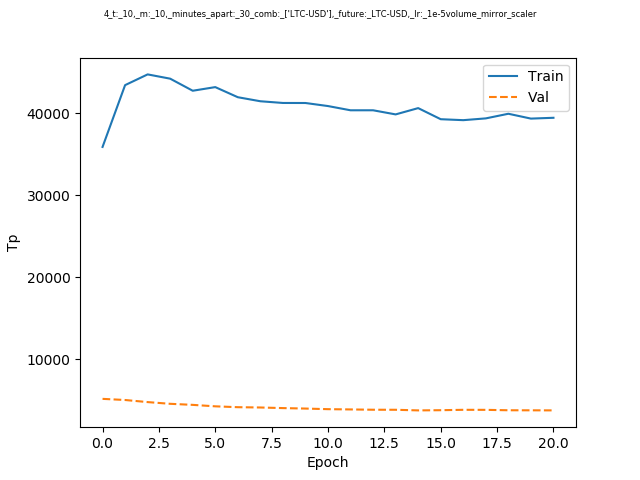 4_t:_10,_m:_10,_minutes_apart:_30_comb:_['LTC-USD'],_future:_LTC-USD,_lr:_1e-5volume_mirror_scaler
Train
Val
40000
30000
20000
10000
Tp
0.0 2.5 5.0 7.5 10.0 12.5 15.0 17.5 20.0
Epoch